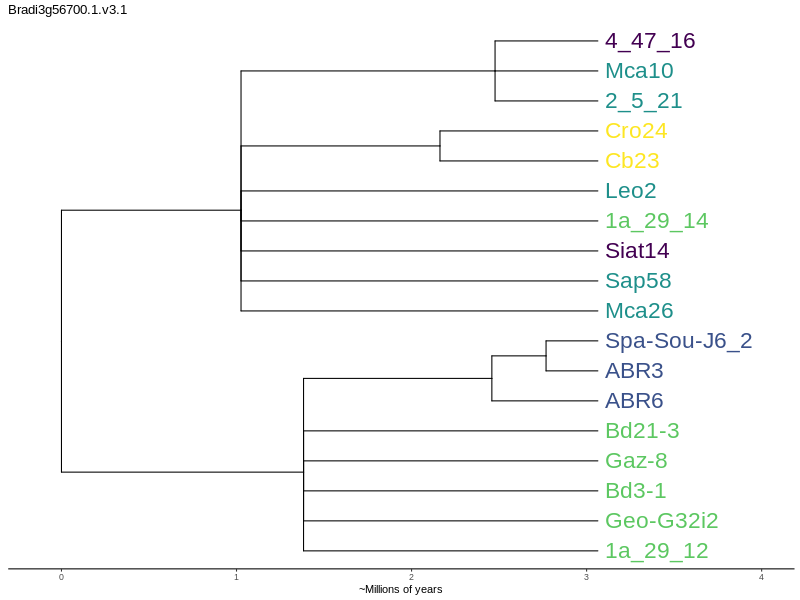 Bradi3g56700.1.v3.1
4_47_16
Mca10
2_5_21
Cro24
Cb23
Leo2
1a_29_14
Siat14
Sap58
Mca26
Spa-Sou-J6_2
ABR3
ABR6
Bd21-3
Gaz-8
Bd3-1
Geo-G32i2
1a_29_12
0 1 2 3 4
~Millions of years